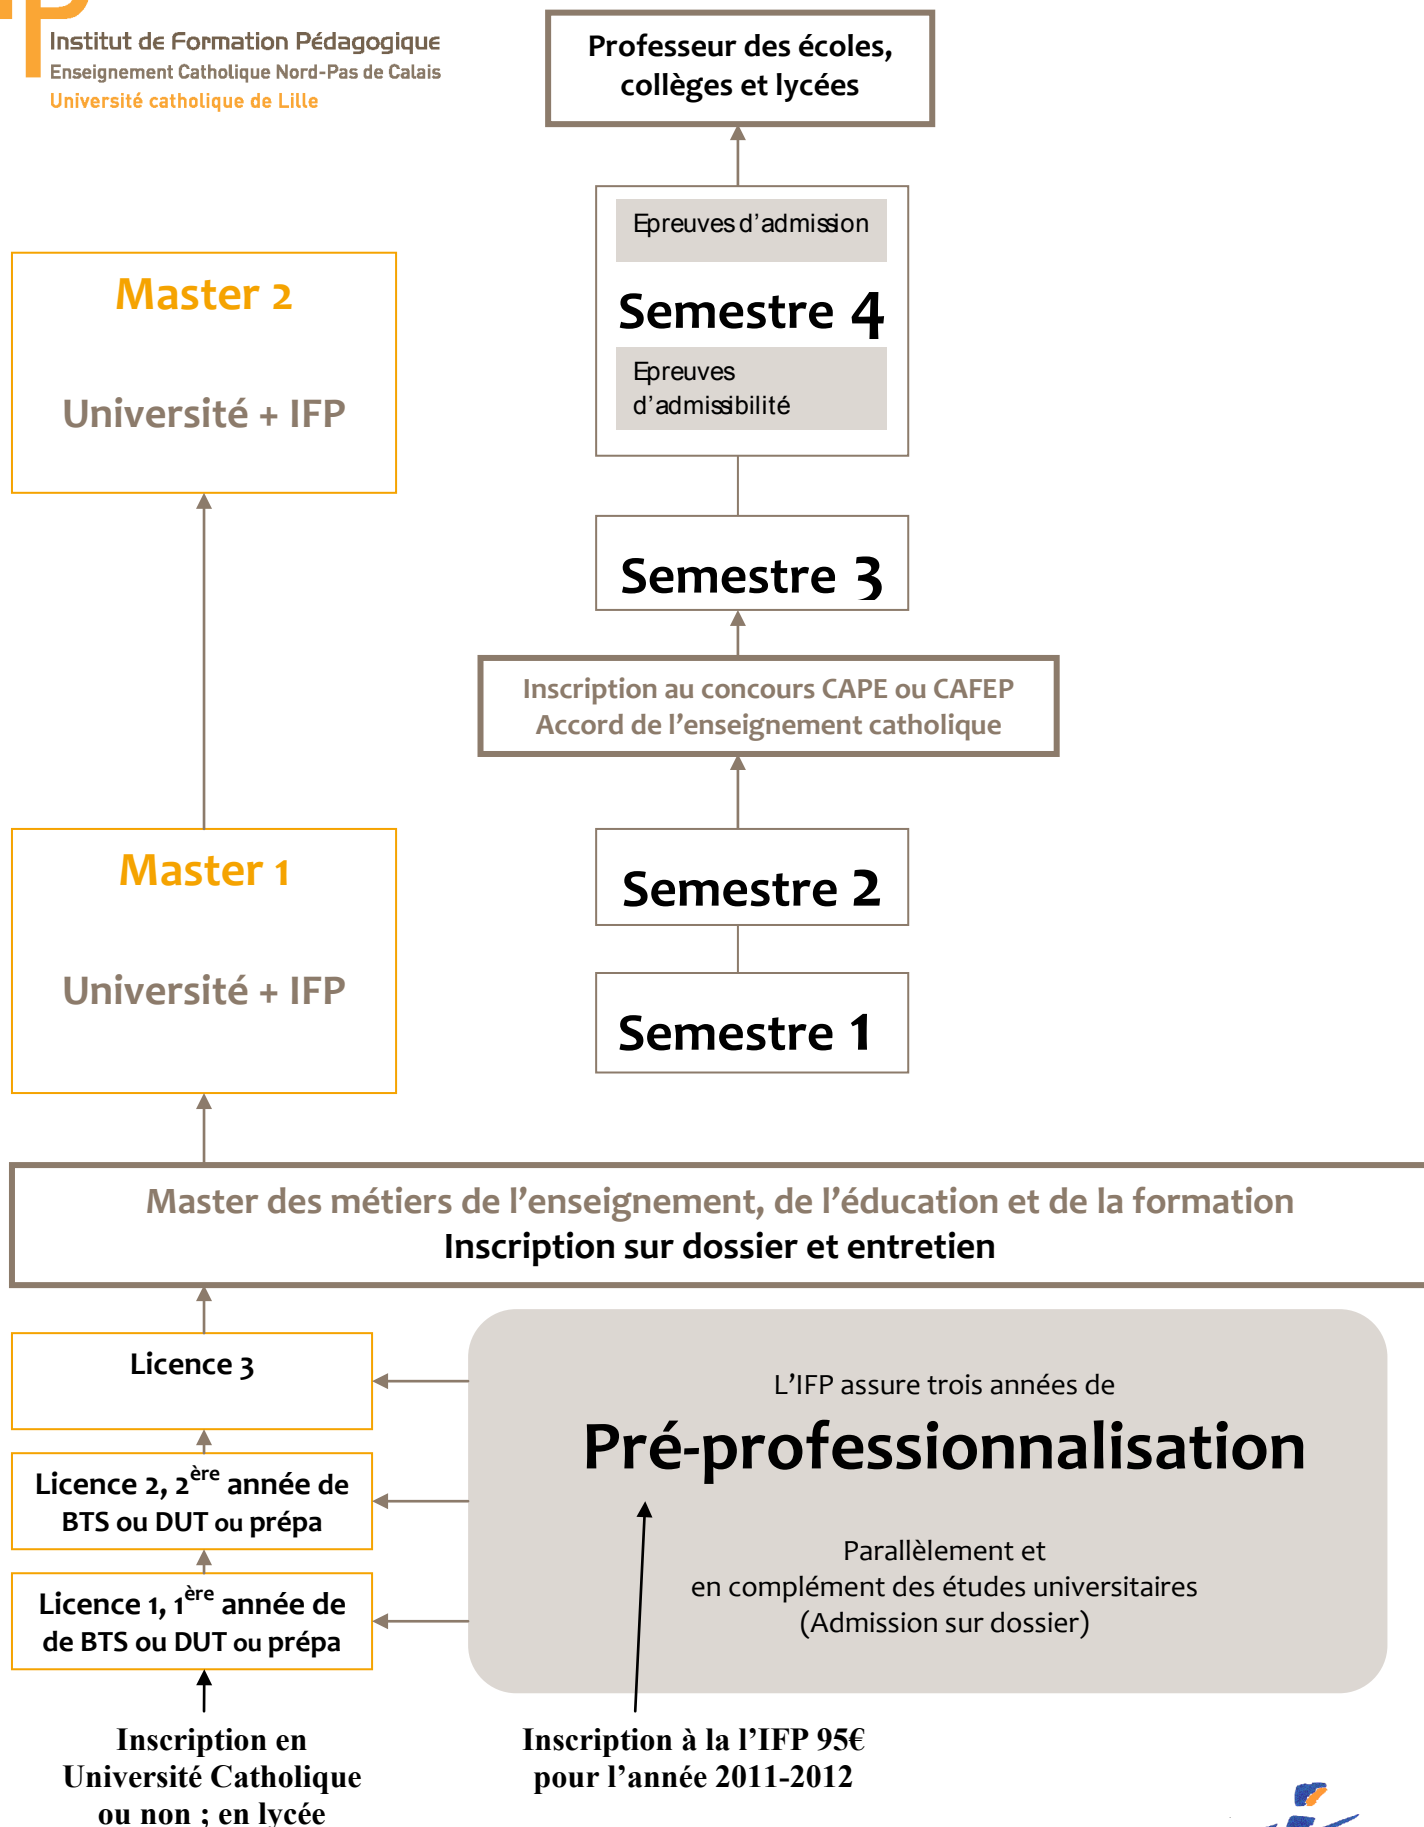 Institut de Formation Pédagogique
Enseignement Catholique Nord-Pas de Calais
Université catholique de Lille
Professeur des écoles,
collèges et lycées
Epreuves d'admission
Semestre 4
Epreuves
d'admissibilité
Master 2
Université + IFP
Semestre 3
Inscription au concours CAPE ou CAFEP
Accord de l'enseignement catholique
Master 1
Université + IFP
Semestre 2
Semestre 1
Master des métiers de l'enseignement, de l'éducation et de la formation
Inscription sur dossier et entretien
Licence 3
Licence 2, 2ère année de
BTS ou DUT ou prépa
Licence 1, 1ère année de
de BTS ou DUT ou prépa
L'IFP assure trois années de
Pré-professionnalisation
Parallèlement et
en complément des études universitaires
(Admission sur dossier)
Inscription en
Université Catholique
ou non ; en lycée
Inscription à la l'IFP 95€
pour l'année 2011-2012